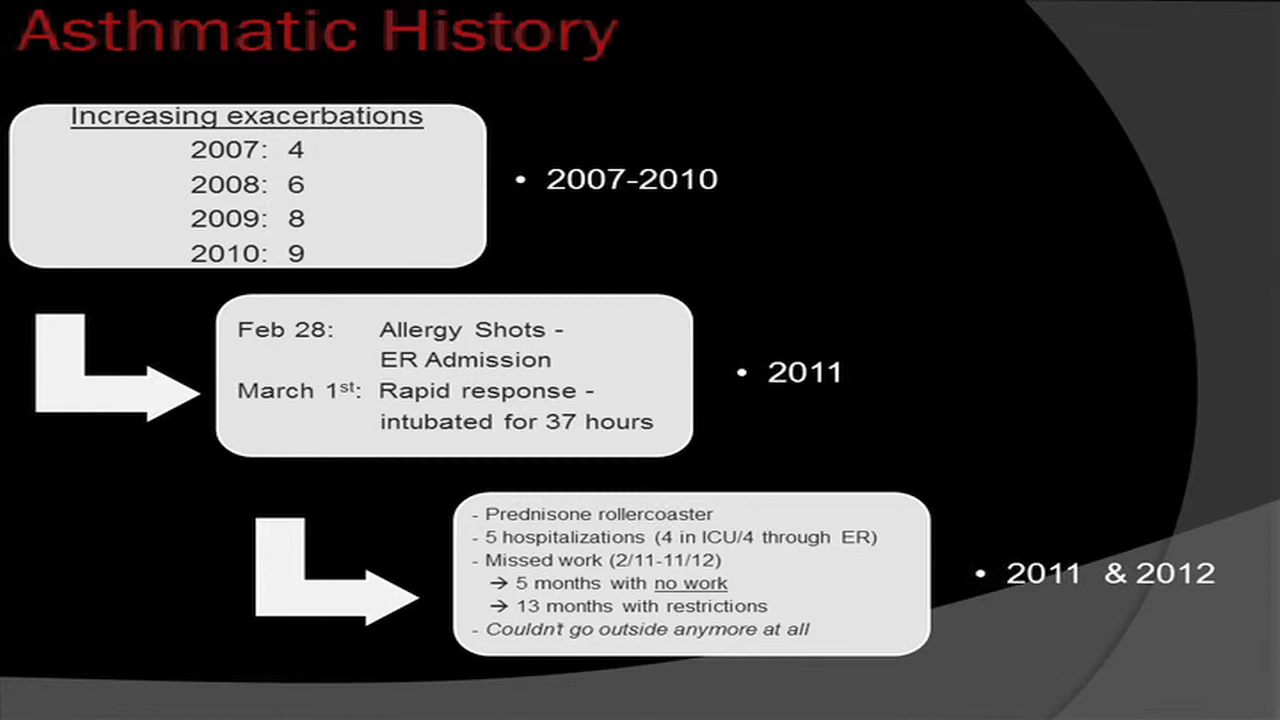 Asthmatic History
Increasing exacerbations
2007: 4
2008: 6
2009: 8
2010: 9
• 2007-2010
Feb 28: Allergy Shots -
ER Admission
March 1st: Rapid response -
intubated for 37 hours
• 2011
- Prednisone rollercoaster
- 5 hospitalizations (4 in ICU/4 through ER)
- Missed work (2/11-11/12)
→ 5 months with no work
→ 13 months with restrictions
- Couldn't go outside anymore at all
• 2011 & 2012